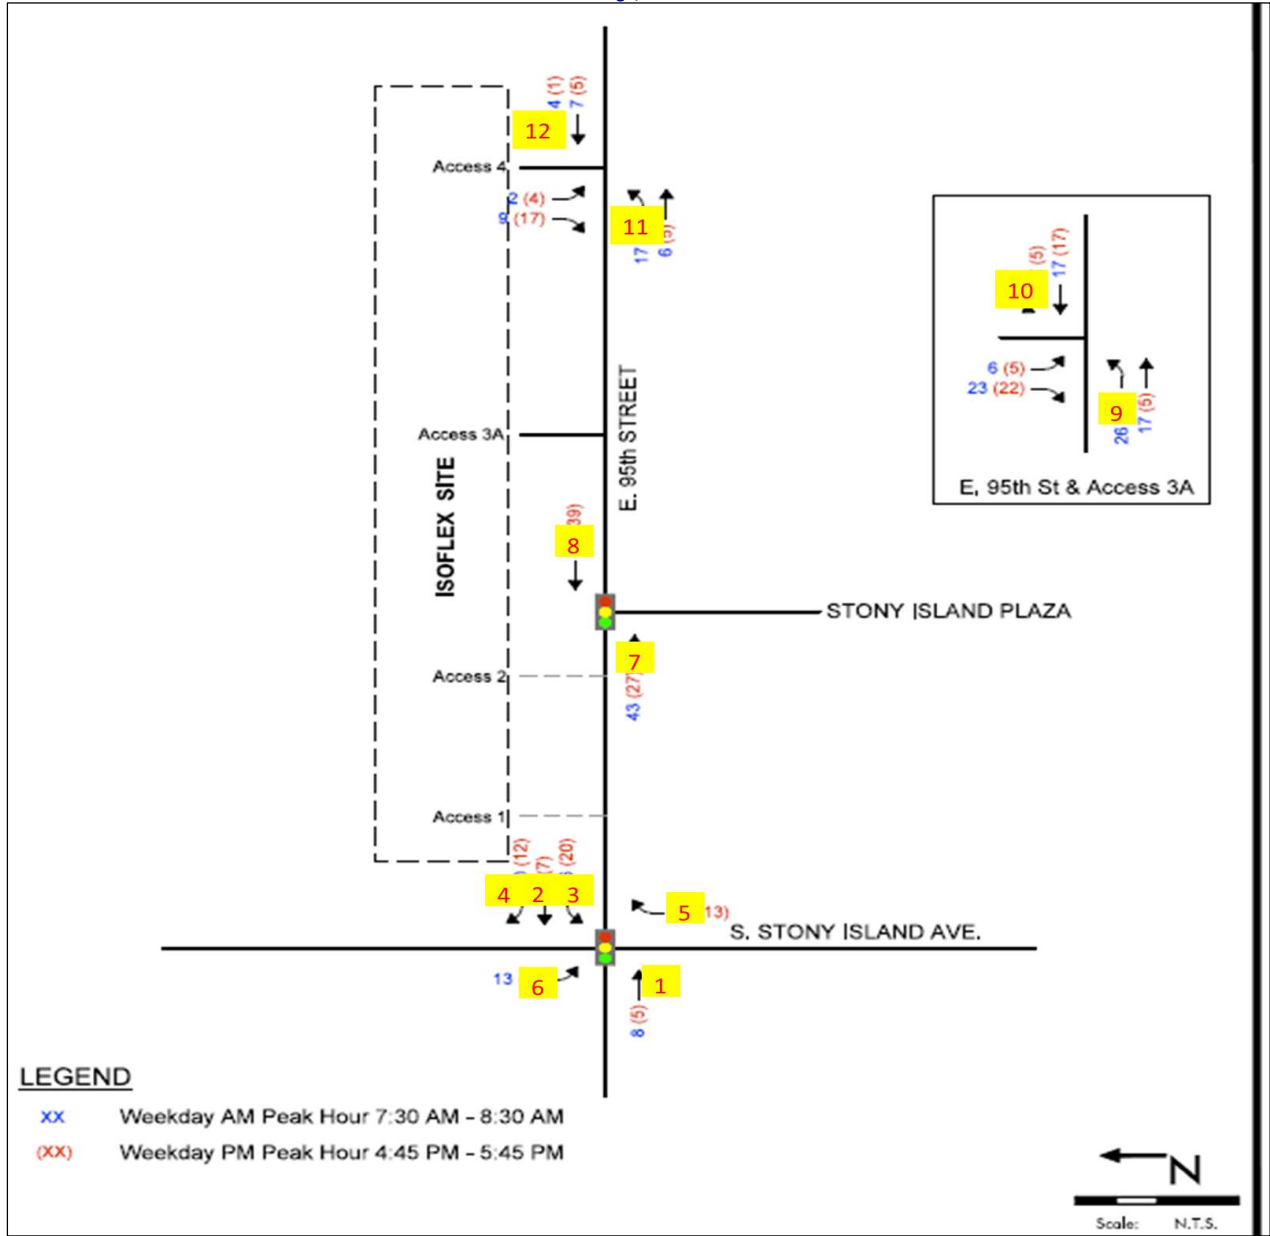 4 (1)
7 (5)
12
Access 4
2 (4)
9 (17)
11
17
6
(5)
17 (17)
10
6 (5)
23 (22)
9
26
17 (5)
E, 95th St & Access 3A
E. 95th STREET
Access 3A
ISOFLEX SITE
39)
8
STONY ISLAND PLAZA
7
43 (27)
Access 2
Access 1
(12)
(7)
(20)
4
2
3
5
13)
S. STONY ISLAND AVE.
13
6
1
8 (5)
LEGEND
XX Weekday AM Peak Hour 7:30 AM - 8:30 AM
(XX) Weekday PM Peak Hour 4:45 PM - 5:45 PM
N
Scale: N.T.S.